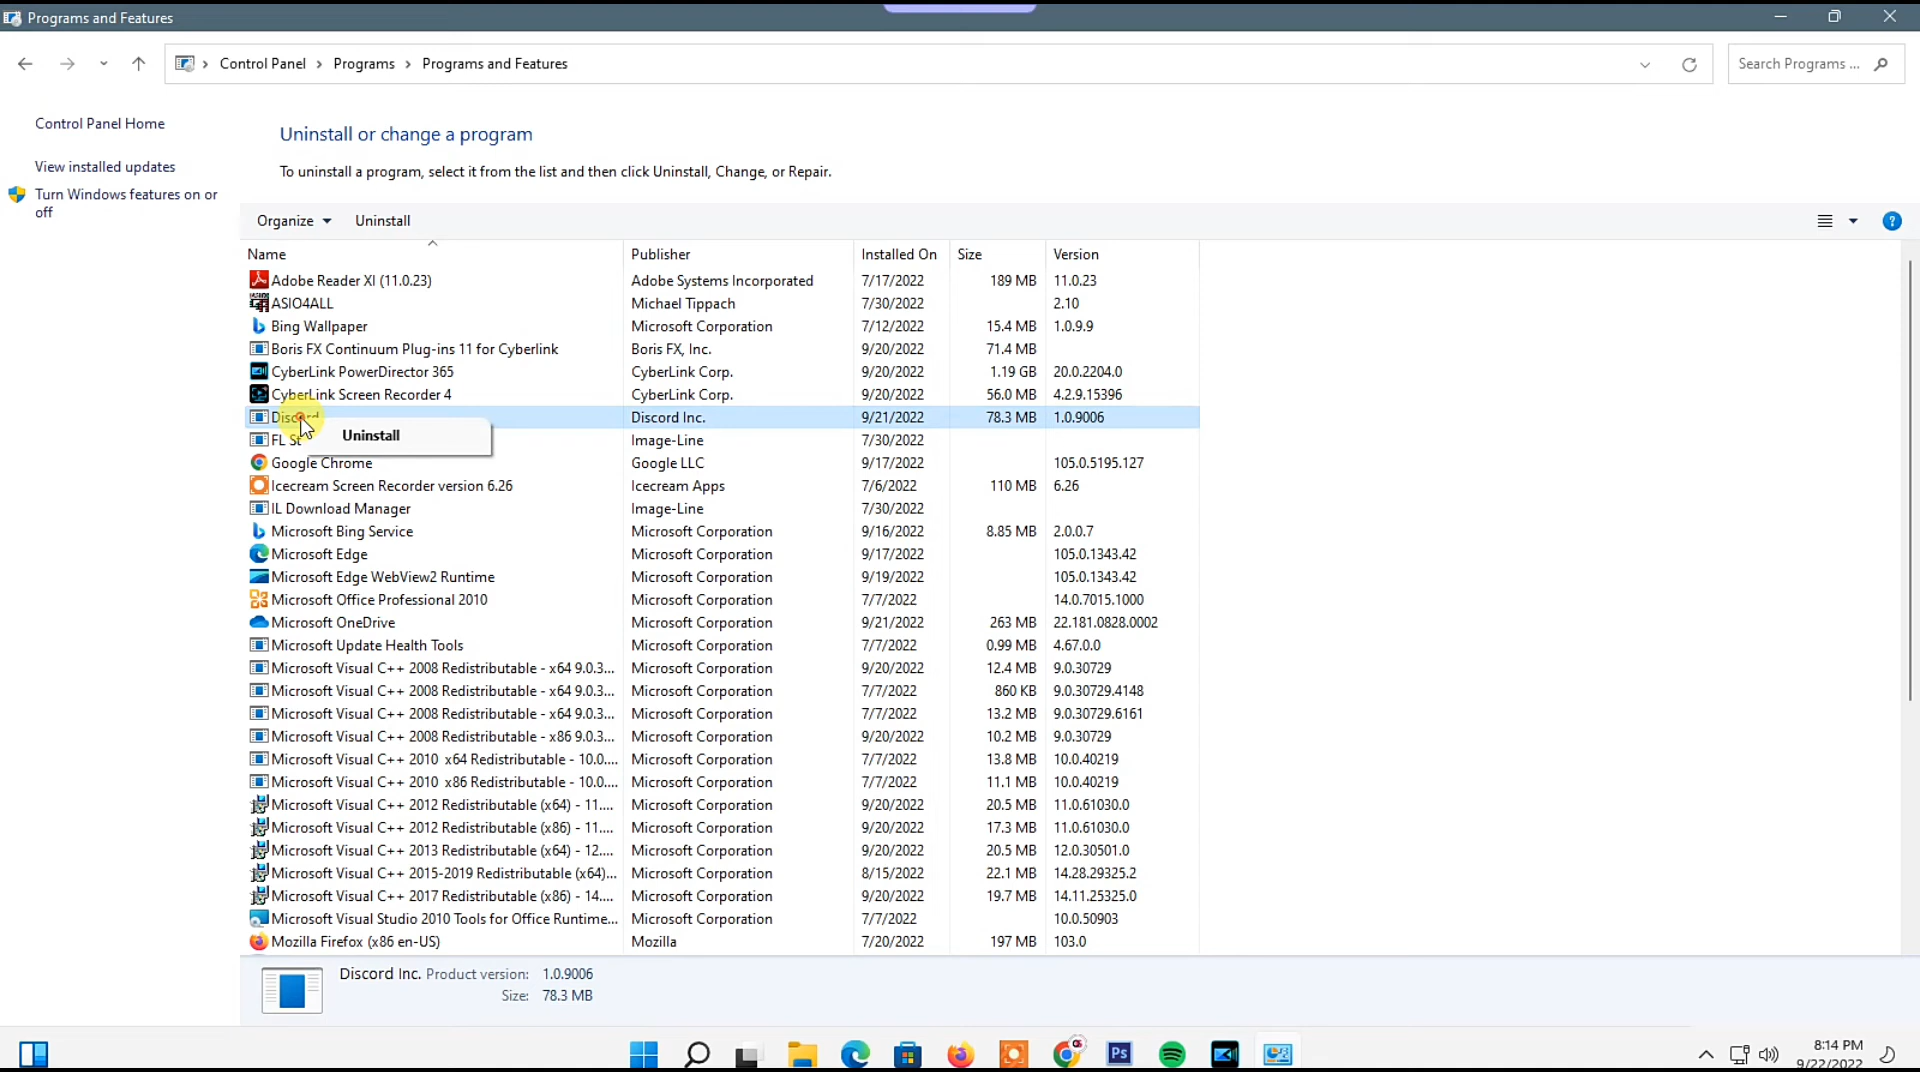 Programs and Features
Control Panel Programs Programs and Features
Search Programs ...
Control Panel Home
View installed updates
Turn Windows features on or
off
Uninstall or change a program
To uninstall a program, select it from the list and then click Uninstall, Change, or Repair.
Organize Uninstall
?
Name Publisher Installed On Size Version
Adobe Reader XI (11.0.23) Adobe Systems Incorporated 7/17/2022 189 MB 11.0.23
ASIO4ALL Michael Tippach 7/30/2022 2.10
Bing Wallpaper Microsoft Corporation 7/12/2022 15.4 MB 1.0.9.9
Boris FX Continuum Plug-ins 11 for Cyberlink Boris FX, Inc. 9/20/2022 71.4 MB
CyberLink PowerDirector 365 CyberLink Corp. 9/20/2022 1.19 GB 20.0.2204.0
CyberLink Screen Recorder 4 CyberLink Corp. 9/20/2022 56.0 MB 4.2.9.15396
Discord Discord Inc. 9/21/2022 78.3 MB 1.0.9006
Uninstall
FL St Image-Line 7/30/2022
Google Chrome Google LLC 9/17/2022 105.0.5195.127
Icecream Screen Recorder version 6.26 Icecream Apps 7/6/2022 110 MB 6.26
IL Download Manager Image-Line 7/30/2022
Microsoft Bing Service Microsoft Corporation 9/16/2022 8.85 MB 2.0.0.7
Microsoft Edge Microsoft Corporation 9/17/2022 105.0.1343.42
Microsoft Edge WebView2 Runtime Microsoft Corporation 9/19/2022 105.0.1343.42
Microsoft Office Professional 2010 Microsoft Corporation 7/7/2022 14.0.7015.1000
Microsoft OneDrive Microsoft Corporation 9/21/2022 263 MB 22.181.0828.0002
Microsoft Update Health Tools Microsoft Corporation 7/7/2022 0.99 MB 4.67.0.0
Microsoft Visual C++ 2008 Redistributable - x64 9.0.3... Microsoft Corporation 9/20/2022 12.4 MB 9.0.30729
Microsoft Visual C++ 2008 Redistributable - x64 9.0.3... Microsoft Corporation 7/7/2022 860 KB 9.0.30729.4148
Microsoft Visual C++ 2008 Redistributable - x64 9.0.3... Microsoft Corporation 7/7/2022 13.2 MB 9.0.30729.6161
Microsoft Visual C++ 2008 Redistributable - x86 9.0.3... Microsoft Corporation 9/20/2022 10.2 MB 9.0.30729
Microsoft Visual C++ 2010 x64 Redistributable - 10.0.... Microsoft Corporation 7/7/2022 13.8 MB 10.0.40219
Microsoft Visual C++ 2010 x86 Redistributable - 10.0.... Microsoft Corporation 7/7/2022 11.1 MB 10.0.40219
Microsoft Visual C++ 2012 Redistributable (x64) - 11.... Microsoft Corporation 9/20/2022 20.5 MB 11.0.61030.0
Microsoft Visual C++ 2012 Redistributable (x86) - 11.... Microsoft Corporation 9/20/2022 17.3 MB 11.0.61030.0
Microsoft Visual C++ 2013 Redistributable (x64) - 12.... Microsoft Corporation 9/20/2022 20.5 MB 12.0.30501.0
Microsoft Visual C++ 2015-2019 Redistributable (x64)... Microsoft Corporation 8/15/2022 22.1 MB 14.28.29325.2
Microsoft Visual C++ 2017 Redistributable (x86) - 14.... Microsoft Corporation 9/20/2022 19.7 MB 14.11.25325.0
Microsoft Visual Studio 2010 Tools for Office Runtime... Microsoft Corporation 7/7/2022 10.0.50903
Mozilla Firefox (x86 en-US) Mozilla 7/20/2022 197 MB 103.0
Discord Inc. Product version: 1.0.9006
Size: 78.3 MB
Ps
8:14 PM
9/22/2022